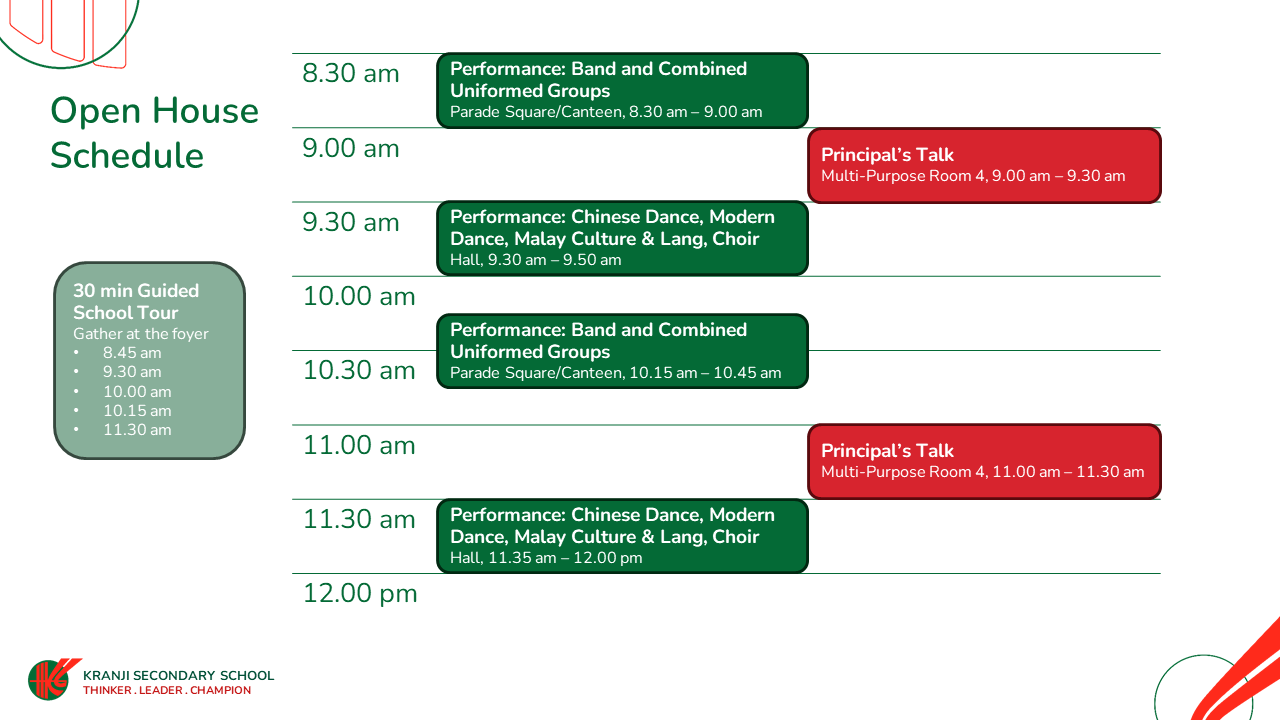 Open House
Schedule
30 min Guided
School Tour
Gather at the foyer
• 8.45 am
• 9.30 am
• 10.00 am
• 10.15 am
• 11.30 am
8.30 am
Performance: Band and Combined
Uniformed Groups
Parade Square/Canteen, 8.30 am – 9.00 am
9.00 am
Principal’s Talk
Multi-Purpose Room 4, 9.00 am – 9.30 am
9.30 am
Performance: Chinese Dance, Modern
Dance, Malay Culture & Lang, Choir
Hall, 9.30 am – 9.50 am
10.00 am
Performance: Band and Combined
Uniformed Groups
Parade Square/Canteen, 10.15 am – 10.45 am
10.30 am
11.00 am
Principal’s Talk
Multi-Purpose Room 4, 11.00 am – 11.30 am
11.30 am
Performance: Chinese Dance, Modern
Dance, Malay Culture & Lang, Choir
Hall, 11.35 am – 12.00 pm
12.00 pm
KRANJI SECONDARY SCHOOL
THINKER . LEADER . CHAMPION